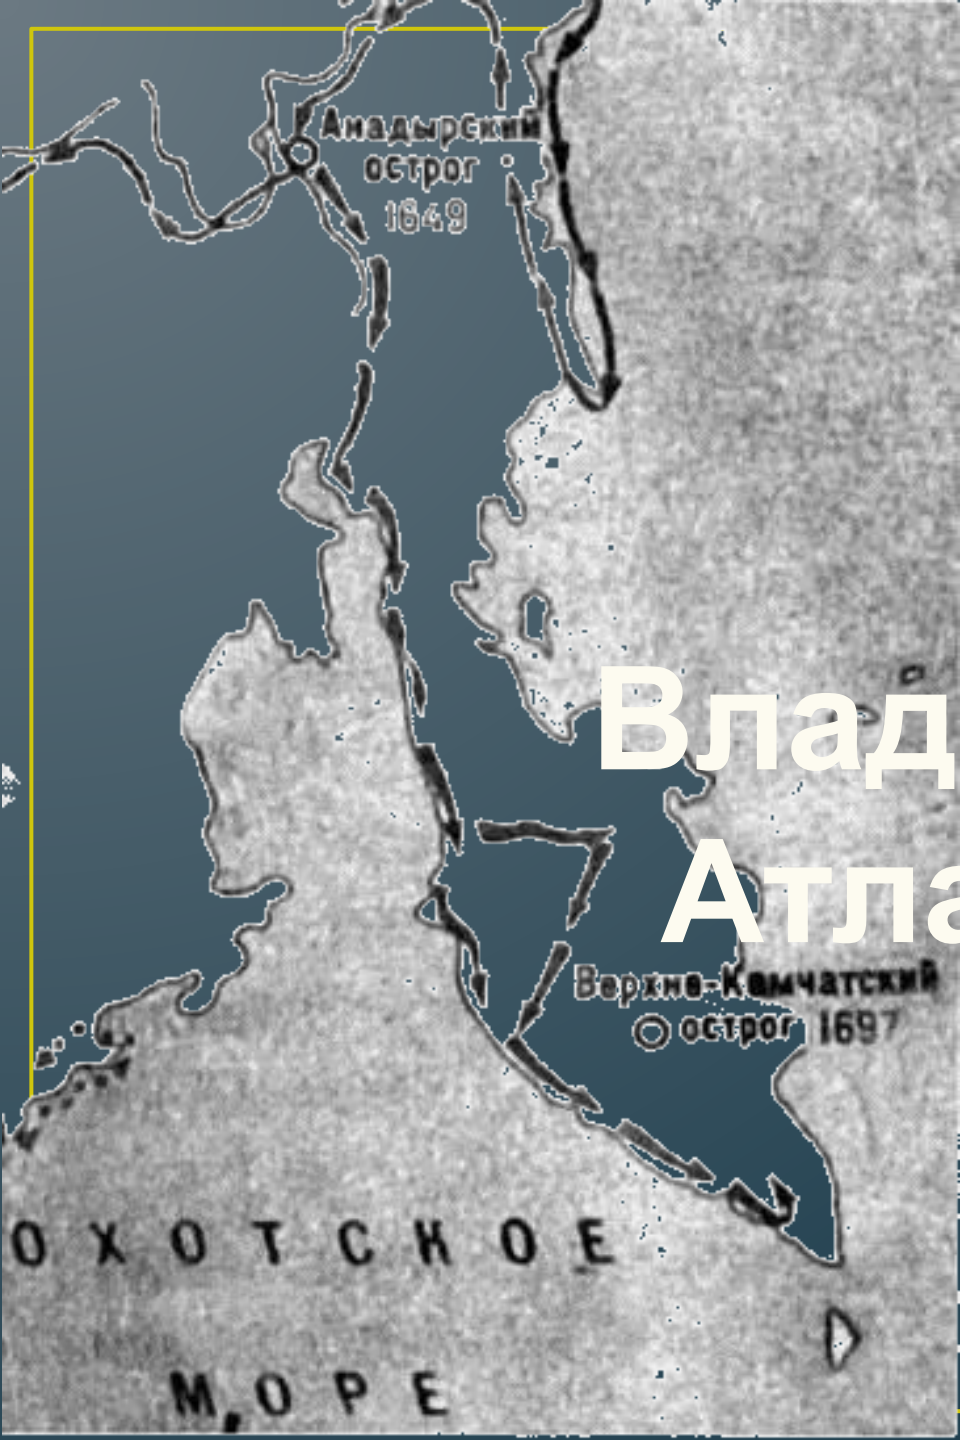 Анадырский
острог
1649
Влад
Атла
Верхне-Камчатский
острог 1697
ОХОТСКОЕ
МОРЕ